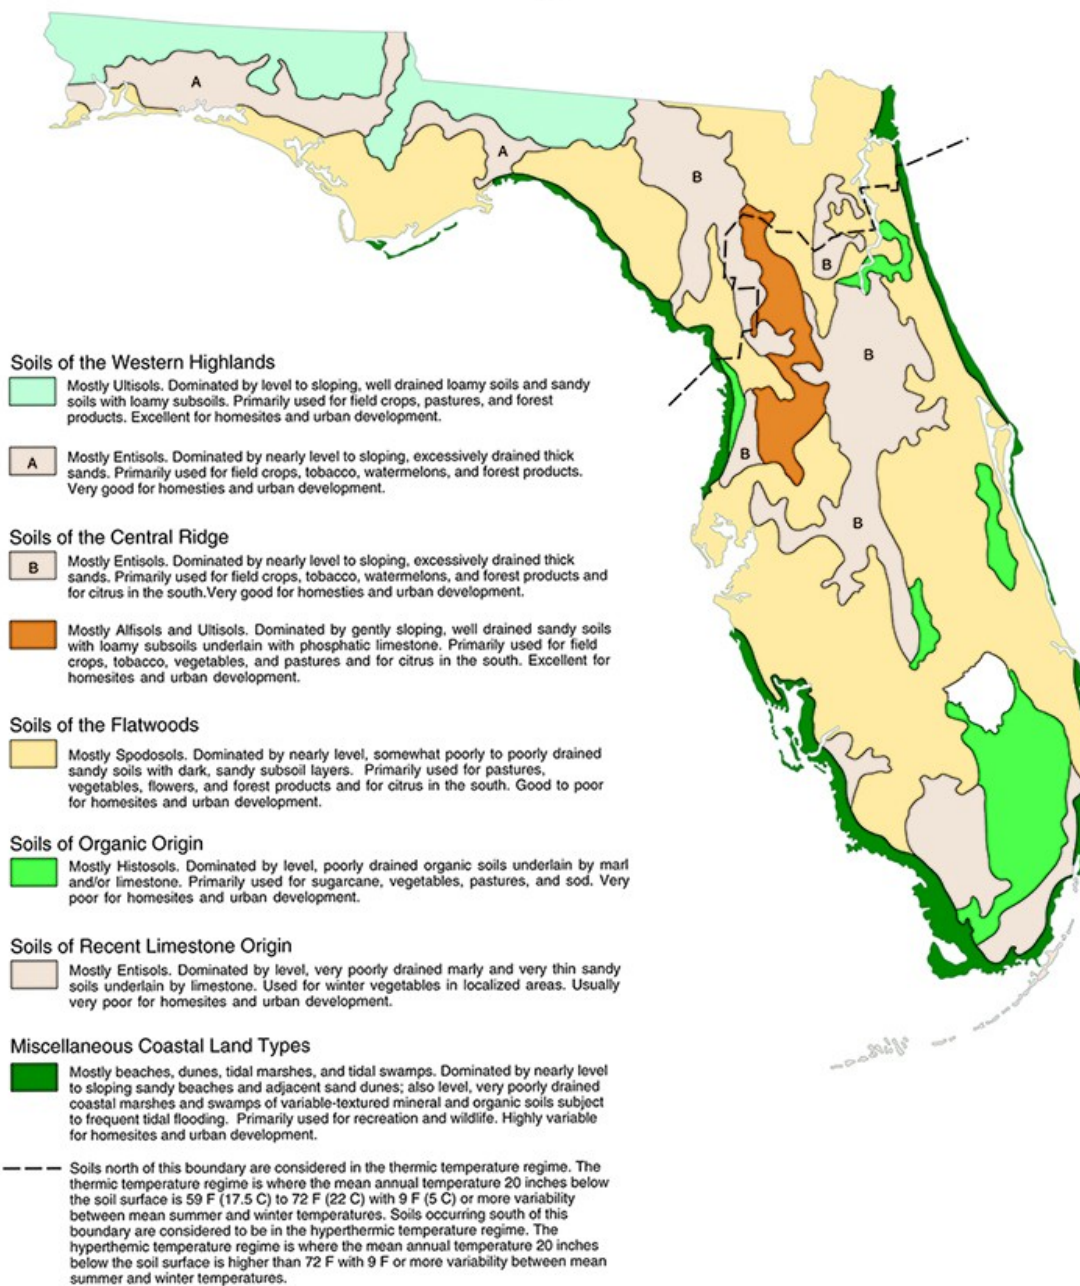 A
A
B
B
B
B
B
Soils of the Western Highlands
Mostly Ultisols. Dominated by level to sloping, well drained loamy soils and sandy
soils with loamy subsoils. Primarily used for field crops, pastures, and forest
products. Excellent for homesites and urban development.
A
Mostly Entisols. Dominated by nearly level to sloping, excessively drained thick
sands. Primarily used for field crops, tobacco, watermelons, and forest products.
Very good for homesties and urban development.
Soils of the Central Ridge
B
Mostly Entisols. Dominated by nearly level to sloping, excessively drained thick
sands. Primarily used for field crops, tobacco, watermelons, and forest products and
for citrus in the south.Very good for homesties and urban development.
Mostly Alfisols and Ultisols. Dominated by gently sloping, well drained sandy soils
with loamy subsoils underlain with phosphatic limestone. Primarily used for field
crops, tobacco, vegetables, and pastures and for citrus in the south. Excellent for
homesites and urban development.
Soils of the Flatwoods
Mostly Spodosols. Dominated by nearly level, somewhat poorly to poorly drained
sandy soils with dark, sandy subsoil layers. Primarily used for pastures,
vegetables, flowers, and forest products and for citrus in the south. Good to poor
for homesites and urban development.
Soils of Organic Origin
Mostly Histosols. Dominated by level, poorly drained organic soils underlain by marl
and/or limestone. Primarily used for sugarcane, vegetables, pastures, and sod. Very
poor for homesites and urban development.
Soils of Recent Limestone Origin
Mostly Entisols. Dominated by level, very poorly drained marly and very thin sandy
soils underlain by limestone. Used for winter vegetables in localized areas. Usually
very poor for homesites and urban development.
Miscellaneous Coastal Land Types
Mostly beaches, dunes, tidal marshes, and tidal swamps. Dominated by nearly level
to sloping sandy beaches and adjacent sand dunes; also level, very poorly drained
coastal marshes and swamps of variable-textured mineral and organic soils subject
to frequent tidal flooding. Primarily used for recreation and wildlife. Highly variable
for homesites and urban development.
Soils north of this boundary are considered in the thermic temperature regime. The
thermic temperature regime is where the mean annual temperature 20 inches below
the soil surface is 59 F (17.5 C) to 72 F (22 C) with 9 F (5 C) or more variability
between mean summer and winter temperatures. Soils occurring south of this
boundary are considered to be in the hyperthermic temperature regime. The
hyperthemic temperature regime is where the mean annual temperature 20 inches
below the soil surface is higher than 72 F with 9 F or more variability between mean
summer and winter temperatures.